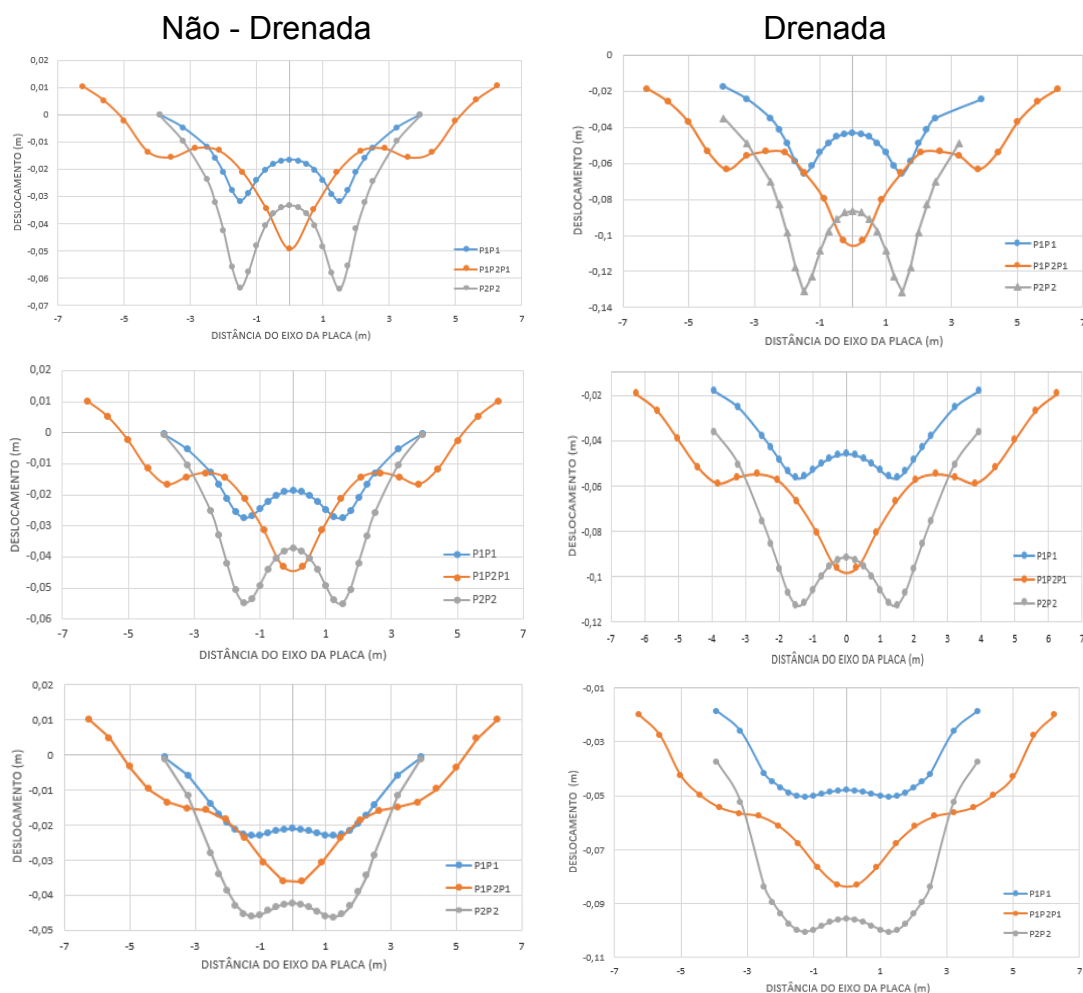 Não - Drenada
Drenada
0,02
0,01
0
-0,01
-0,02
-0,03
-0,04
-0,05
-0,06
-0,07
DESLOCAMENTO (m)
-7 -5 -3 -1 1 3 5 7
DISTÂNCIA DO EIXO DA PLACA (m)
P1P1
P1P2P1
P2P2
0
-0,02
-0,04
-0,06
-0,08
-0,1
-0,12
-0,14
DESLOCAMENTO (m)
-7 -5 -3 -1 1 3 5 7
DISTÂNCIA DO EIXO DA PLACA (m)
P1P1
P1P2P1
P2P2
0,02
0,01
0
-0,01
-0,02
-0,03
-0,04
-0,05
-0,06
DESLOCAMENTO (m)
-7 -5 -3 -1 1 3 5 7
DISTÂNCIA DO EIXO DA PLACA (m)
P1P1
P1P2P1
P2P2
-0,02
-0,04
-0,06
-0,08
-0,1
-0,12
DESLOCAMENTO (m)
-7 -6 -5 -4 -3 -2 -1 0 1 2 3 4 5 6 7
DISTÂNCIA DO EIXO DA PLACA (m)
P1P1
P1P2P1
P2P2
0,02
0,01
0
-0,01
-0,02
-0,03
-0,04
-0,05
DESLOCAMENTO (m)
-7 -5 -3 -1 1 3 5 7
DISTÂNCIA DO EIXO DA PLACA (m)
P1P1
P1P2P1
P2P2
-0,01
-0,03
-0,05
-0,07
-0,09
-0,11
DESLOCAMENTO (m)
-7 -5 -3 -1 1 3 5 7
DISTÂNCIA DO EIXO DA PLACA (m)
P1P1
P1P2P1
P2P2